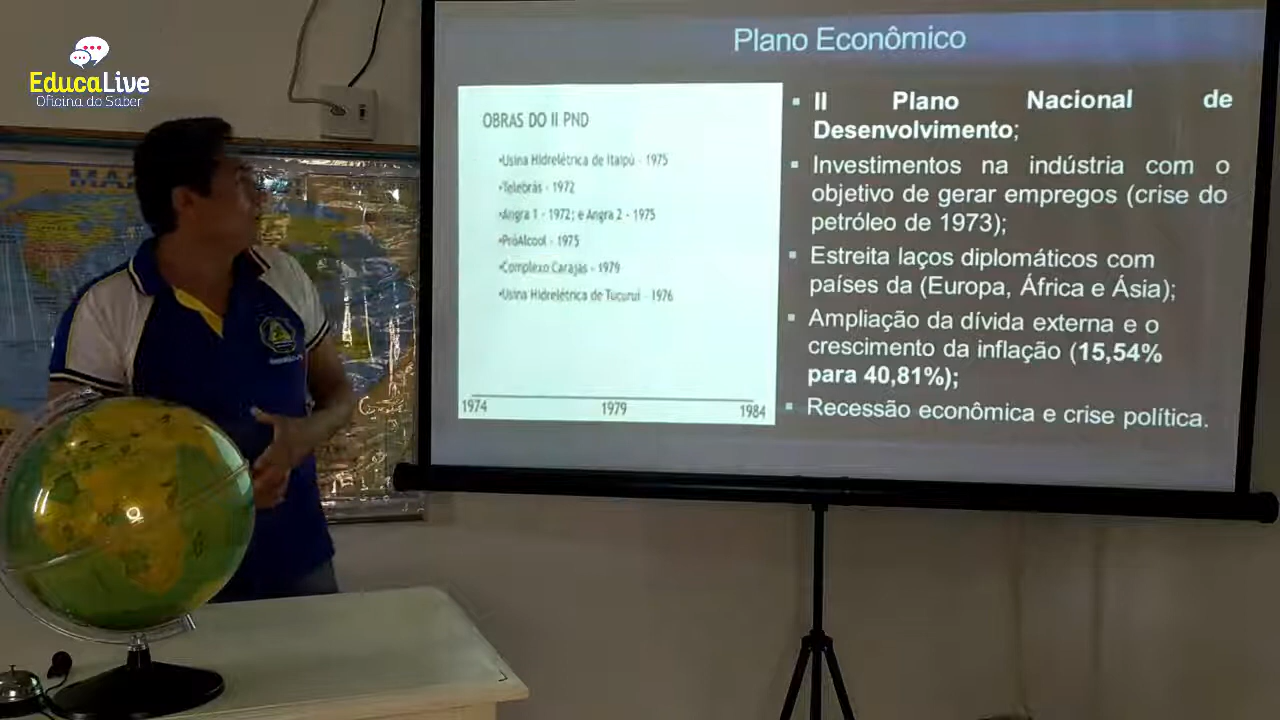 EducaLive
Oficina do Saber
Plano Econômico
OBRAS DO II PND
•Usina Hidrelétrica de Itaipú - 1975
•Telebrás - 1972
•Angra 1 - 1972; e Angra 2 - 1975
•PróAlcool - 1975
•Complexo Carajás - 1979
•Usina Hidrelétrica de Tucuruí - 1976
1974 1979 1984
▪ II Plano Nacional de
Desenvolvimento;
▪ Investimentos na indústria com o
objetivo de gerar empregos (crise do
petróleo de 1973);
▪ Estreita laços diplomáticos com
países da (Europa, África e Ásia);
▪ Ampliação da dívida externa e o
crescimento da inflação (15,54%
para 40,81%);
▪ Recessão econômica e crise política.